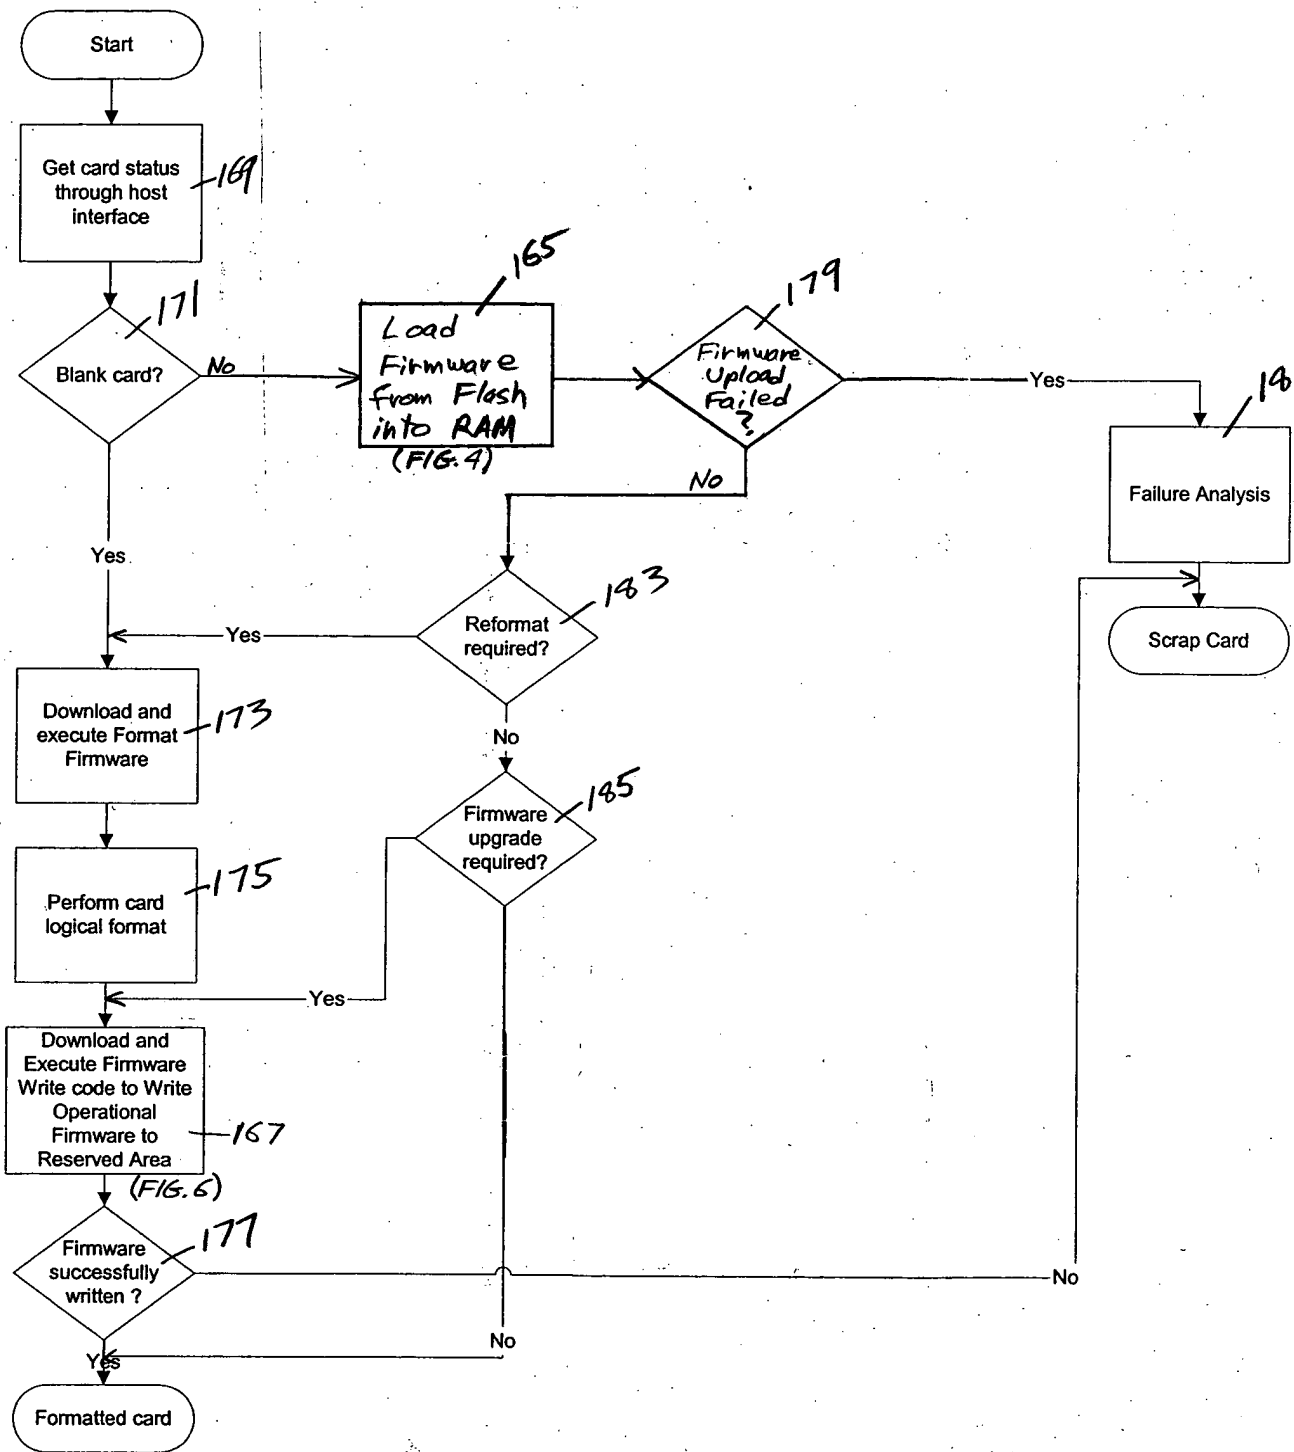 Start
Get card status
through host
interface
169
171
Blank card?
No
165
Load
Firmware
from Flash
into RAM
(FIG. 4)
179
Firmware
Upload
Failed
?
Yes
18
Failure Analysis
Scrap Card
No
Yes
183
Reformat
required?
Yes
No
Download and
execute Format
Firmware
173
185
Firmware
upgrade
required?
175
Perform card
logical format
Yes
Download and
Execute Firmware
Write code to Write
Operational
Firmware to
Reserved Area
167
(FIG. 6)
177
Firmware
successfully
written ?
No
No
Yes
Formatted card